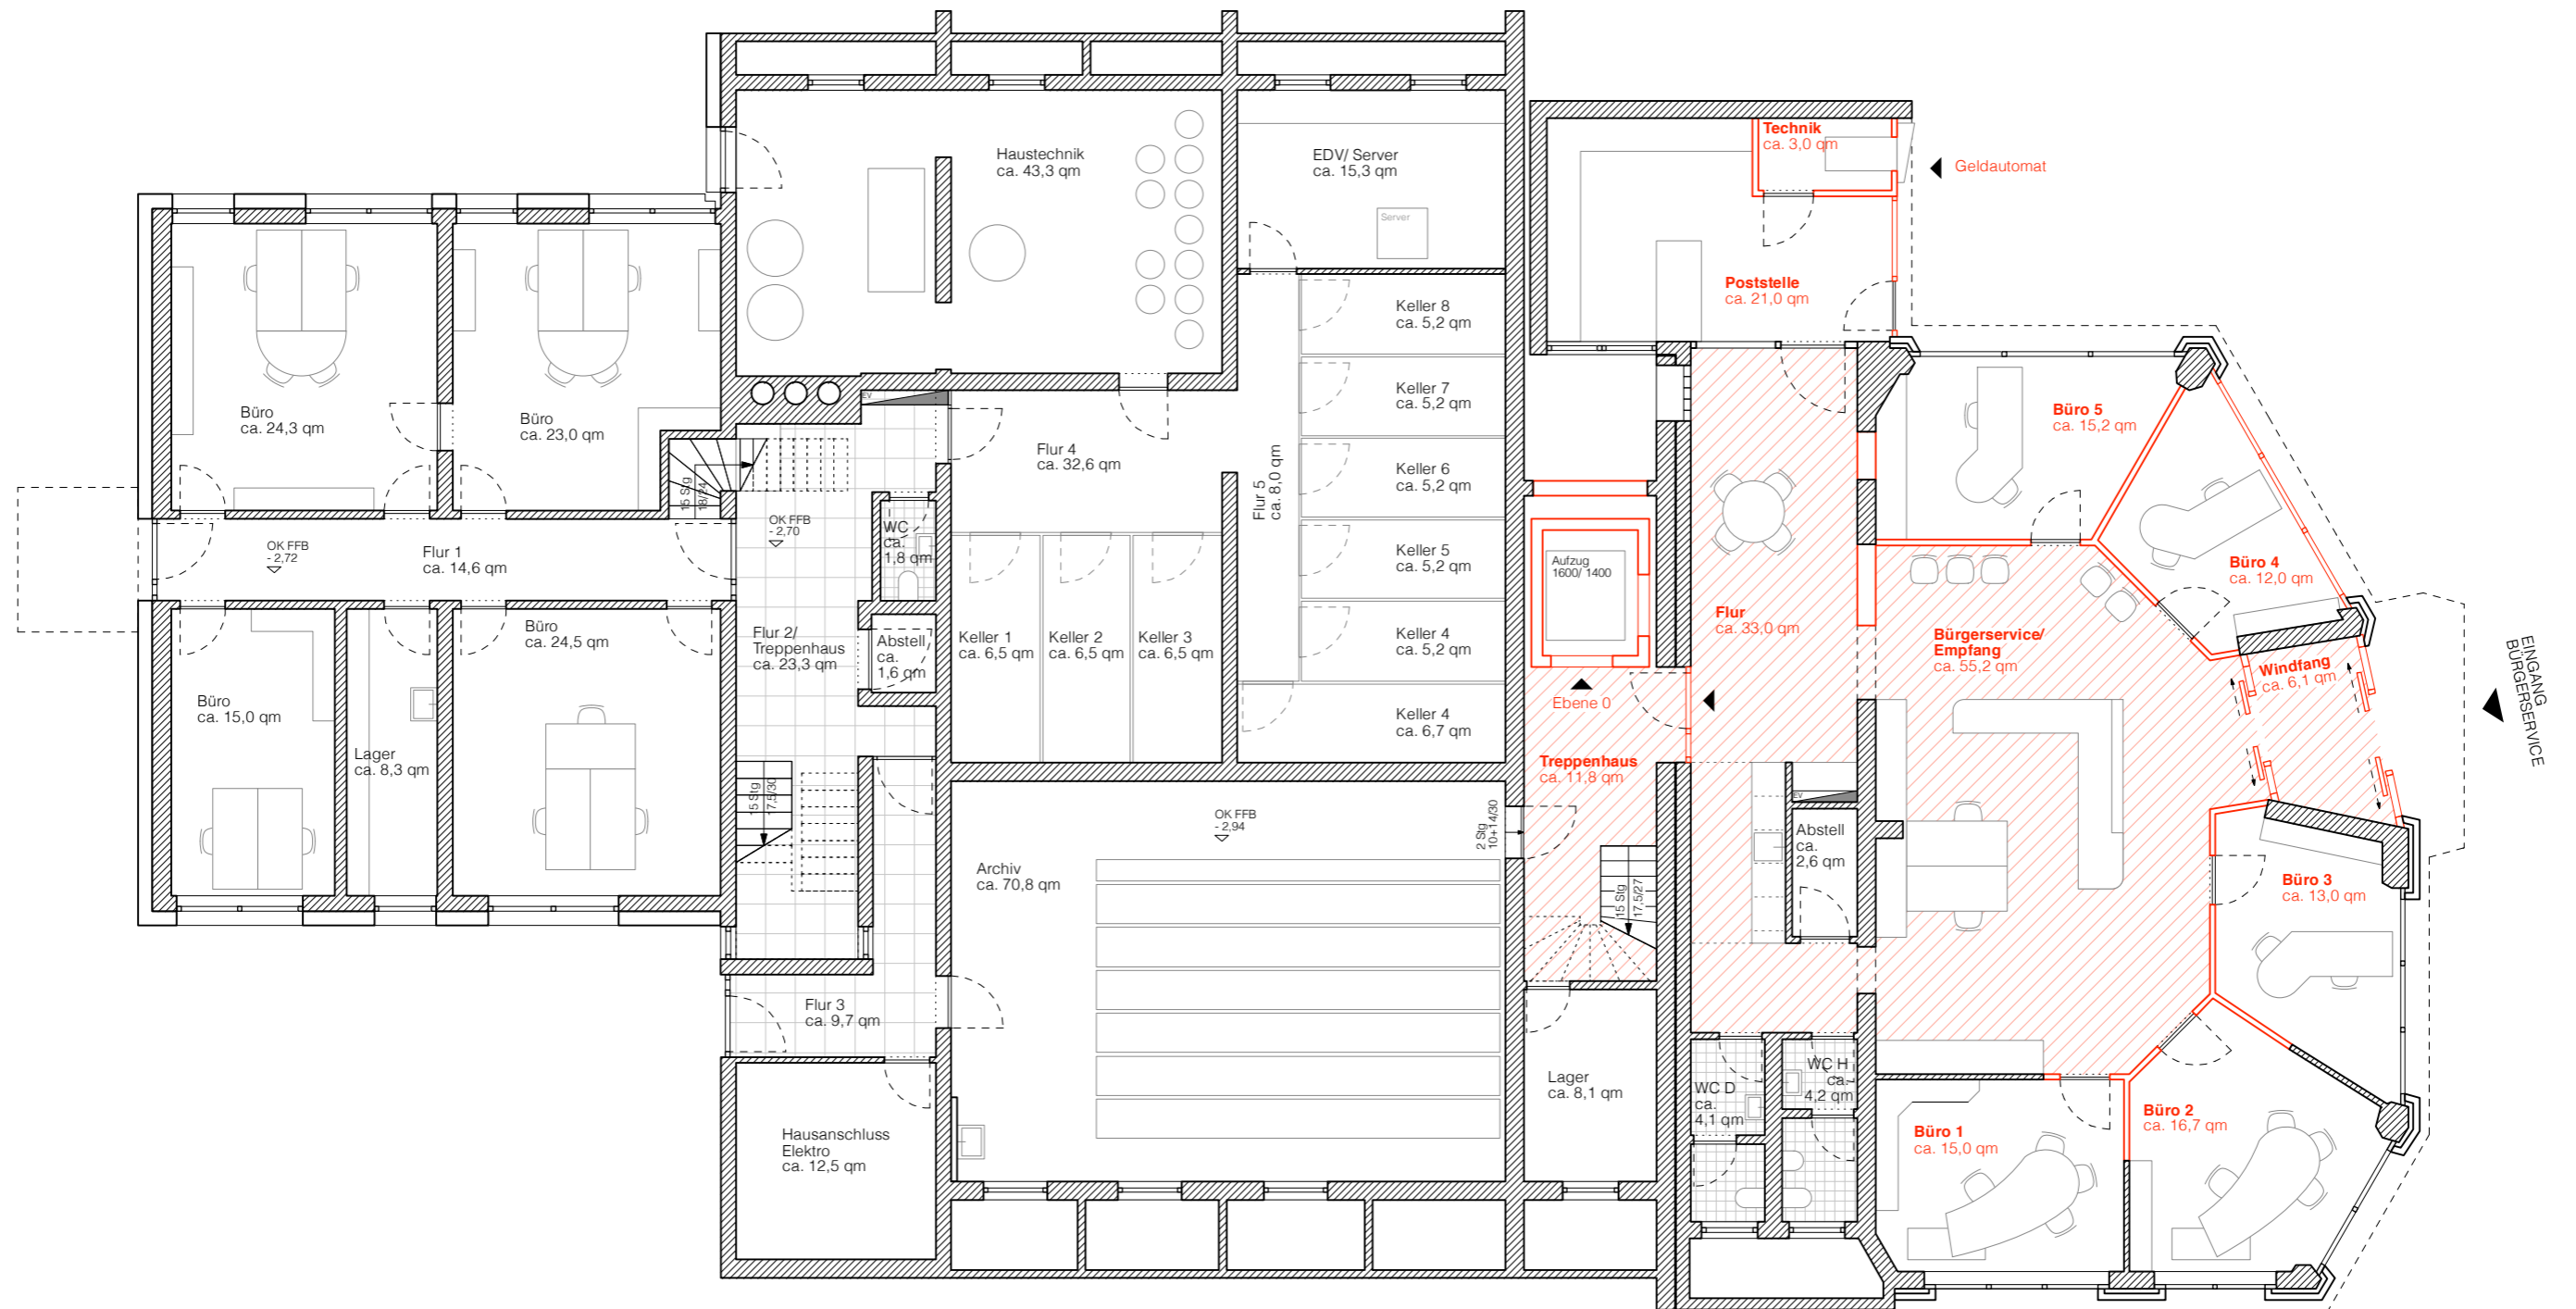 Haustechnik
ca. 43,3 qm
EDV/ Server
ca. 15,3 qm
Server
Technik
ca. 3,0 qm
Geldautomat
Poststelle
ca. 21,0 qm
Büro
ca. 24,3 qm
Büro
ca. 23,0 qm
EV
15 Stg
18/24
Flur 4
ca. 32,6 qm
Flur 5
ca. 8,0 qm
Keller 8
ca. 5,2 qm
Keller 7
ca. 5,2 qm
Keller 6
ca. 5,2 qm
Keller 5
ca. 5,2 qm
Keller 4
ca. 5,2 qm
Keller 4
ca. 6,7 qm
Büro 5
ca. 15,2 qm
Büro 4
ca. 12,0 qm
OK FFB
- 2,72
Flur 1
ca. 14,6 qm
OK FFB
- 2,70
WC
ca.
1,8 qm
Aufzug
1600/ 1400
Ebene 0
Flur
ca. 33,0 qm
Bürgerservice/
Empfang
ca. 55,2 qm
Windfang
ca. 6,1 qm
EINGANG
BÜRGERSERVICE
Büro
ca. 15,0 qm
Lager
ca. 8,3 qm
Büro
ca. 24,5 qm
Flur 2/
Treppenhaus
ca. 23,3 qm
Abstell
ca.
1,6 qm
Keller 1
ca. 6,5 qm
Keller 2
ca. 6,5 qm
Keller 3
ca. 6,5 qm
Treppenhaus
ca. 11,8 qm
15 Stg
17,5/30
OK FFB
- 2,94
2 Stg
10+14/30
Archiv
ca. 70,8 qm
15 Stg
17,5/27
EV
Abstell
ca.
2,6 qm
Büro 3
ca. 13,0 qm
Flur 3
ca. 9,7 qm
Hausanschluss
Elektro
ca. 12,5 qm
Lager
ca. 8,1 qm
WC D
ca.
4,1 qm
WC H
ca.
4,2 qm
Büro 1
ca. 15,0 qm
Büro 2
ca. 16,7 qm